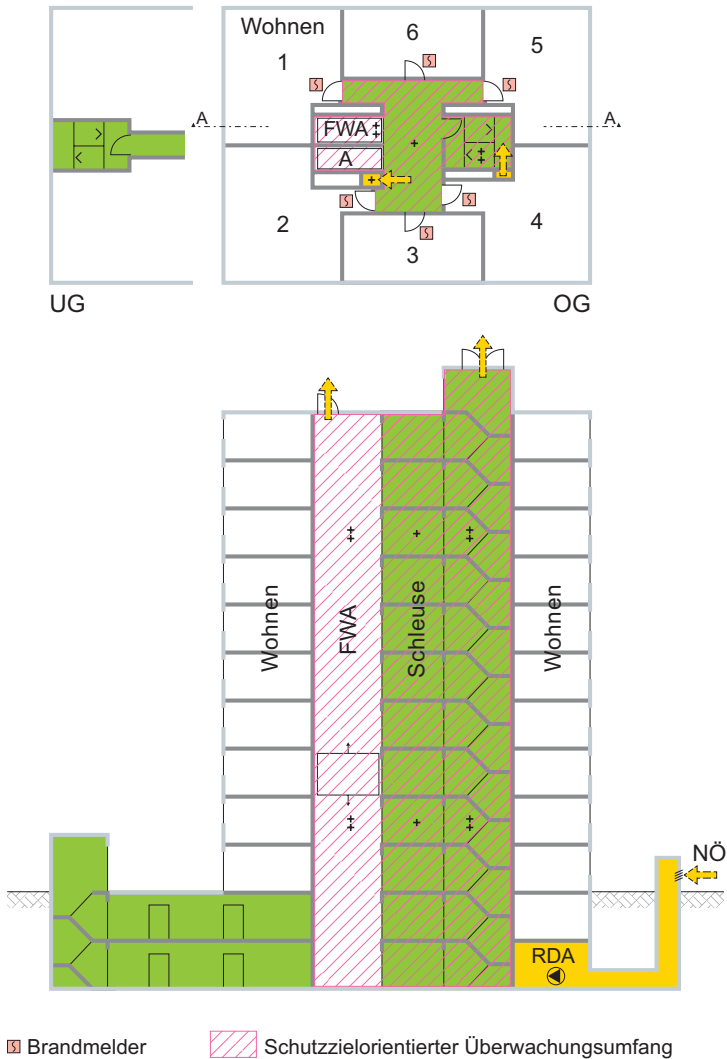 Wohnen
1
6
5
A
A
FWA
++
+
A
++
+
2
3
4
UG
OG
++
+
++
Wohnen
FWA
Schleuse
Wohnen
++
+
++
NÖ
RDA
Brandmelder
Schutzzielorientierter Überwachungsumfang